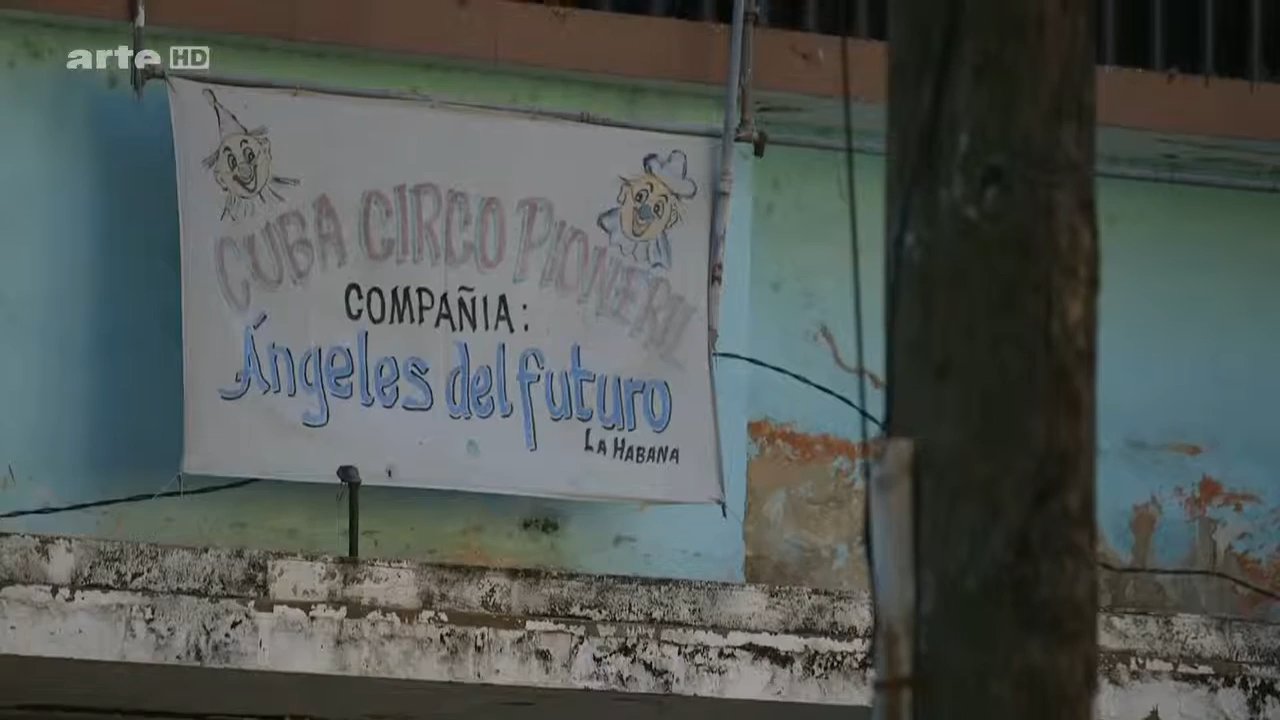 arte HD
CUBA CIRCO PIONERIL
COMPAÑIA:
Ángeles del futuro
LA HABANA